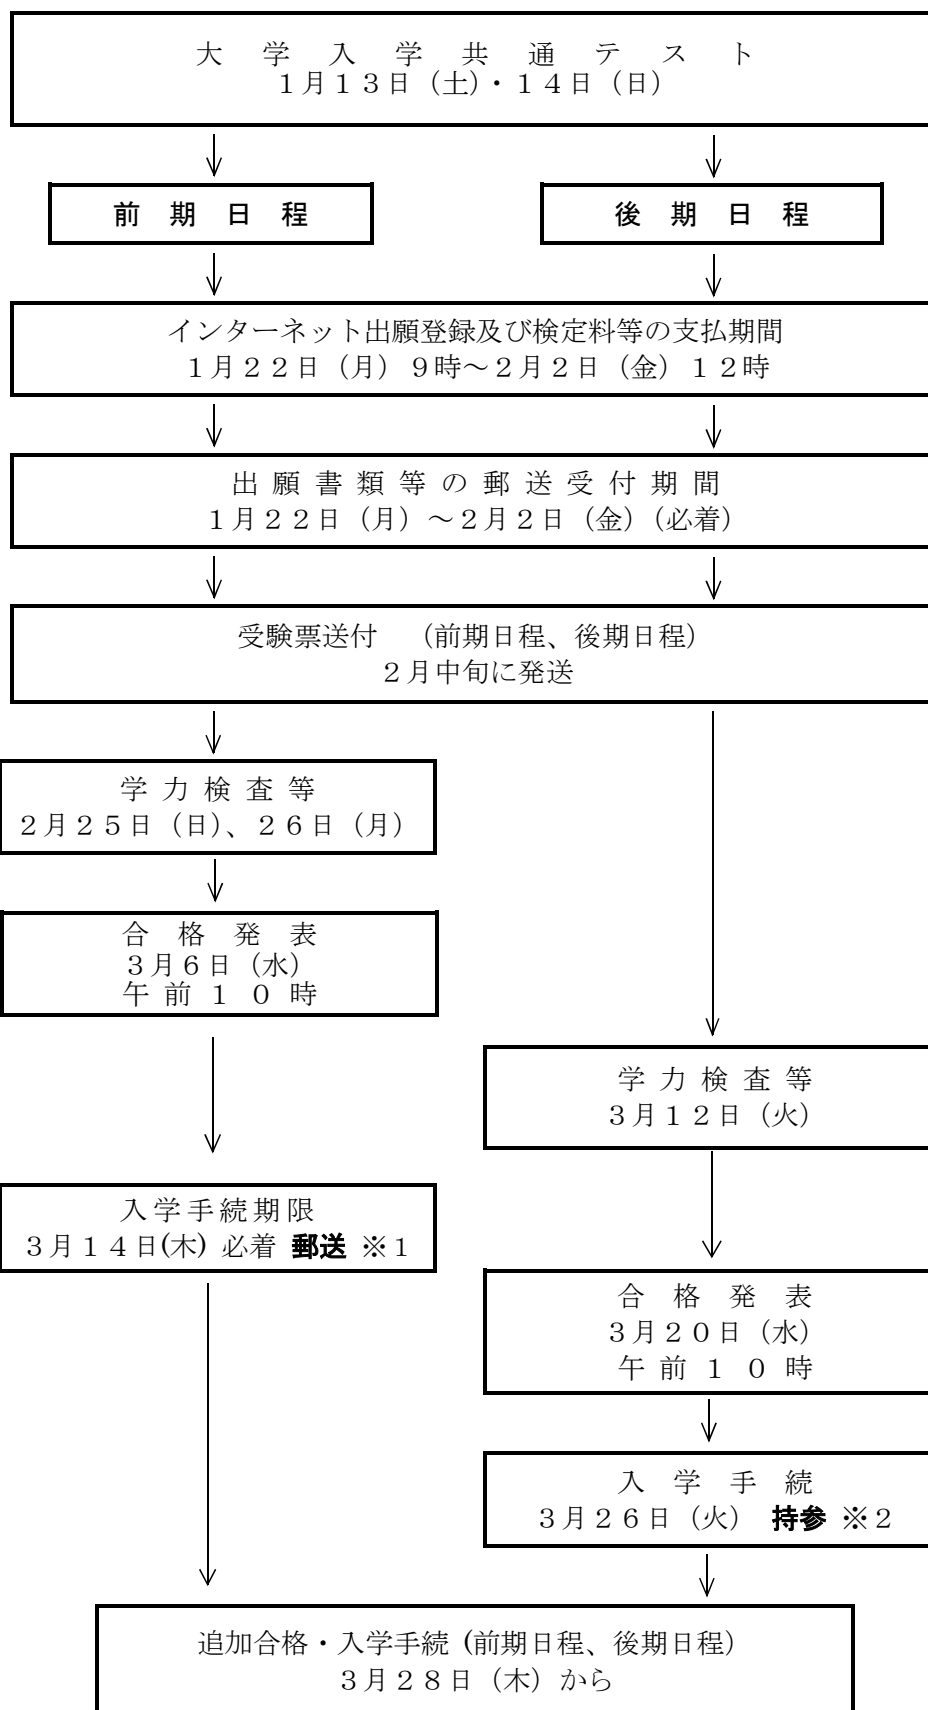 大学入学共通テスト
１月１３日（土）・１４日（日）
前期日程
後期日程
インターネット出願登録及び検定料等の支払期間
１月２２日（月）９時～２月２日（金）１２時
出願書類等の郵送受付期間
１月２２日（月）～２月２日（金）（必着）
受験票送付　（前期日程、後期日程）
２月中旬に発送
学力検査等
２月２５日（日）、２６日（月）
合格発表
３月６日（水）
午前１０時
学力検査等
３月１２日（火）
入学手続期限
３月１４日(木) 必着 郵送 ※１
合格発表
３月２０日（水）
午前１０時
入学手続
３月２６日（火） 持参 ※２
追加合格・入学手続（前期日程、後期日程）
３月２８日（木）から